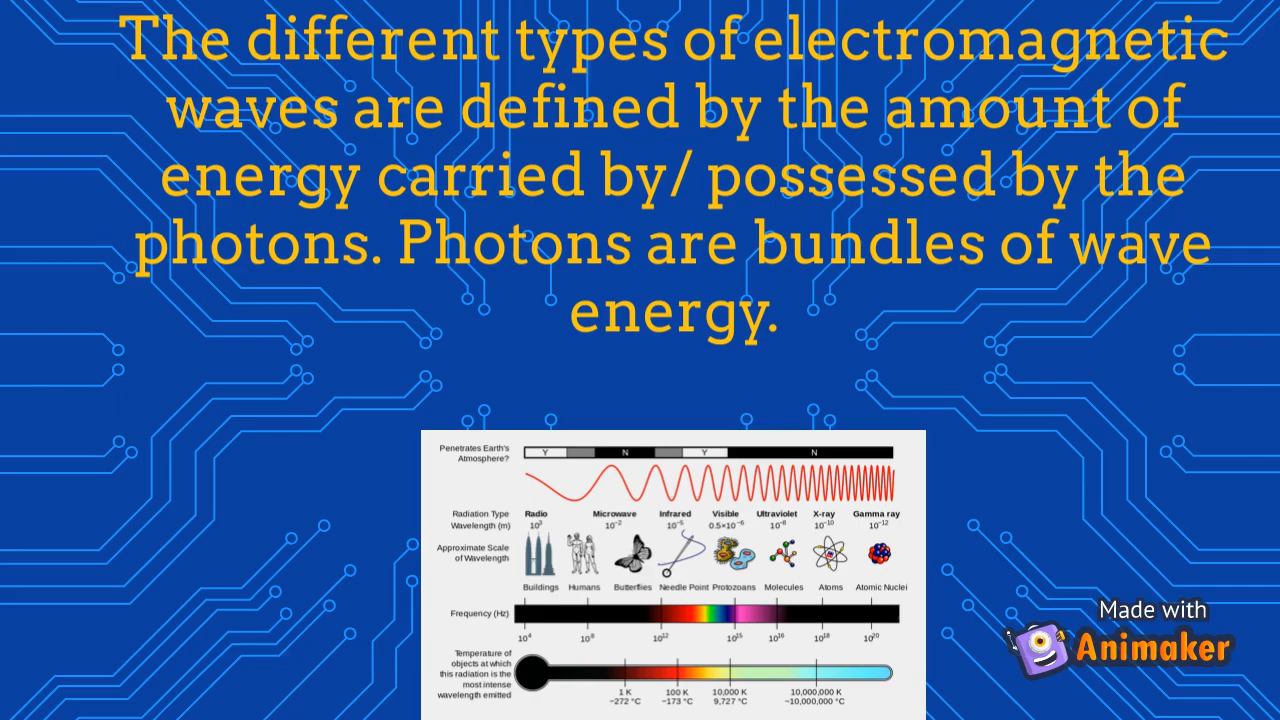 The different types of electromagnetic
waves are defined by the amount of
energy carried by/ possessed by the
photons. Photons are bundles of wave
energy.
Penetrates Earth's
Atmosphere?
Y N Y N
Radiation Type
Radio Microwave Infrared Visible Ultraviolet X-ray Gamma ray
Wavelength (m)
10³ 10⁻² 10⁻⁵ 0.5×10⁻⁶ 10⁻⁸ 10⁻¹⁰ 10⁻¹²
Approximate Scale
of Wavelength
Buildings Humans Butterflies Needle Point Protozoans Molecules Atoms Atomic Nuclei
Frequency (Hz)
10⁴ 10⁸ 10¹² 10¹⁵ 10¹⁶ 10¹⁸ 10²⁰
Temperature of
objects at which
this radiation is the
most intense
wavelength emitted
1 K 100 K 10,000 K 10,000,000 K
−272 °C −173 °C 9,727 °C ~10,000,000 °C
Made with
Animaker